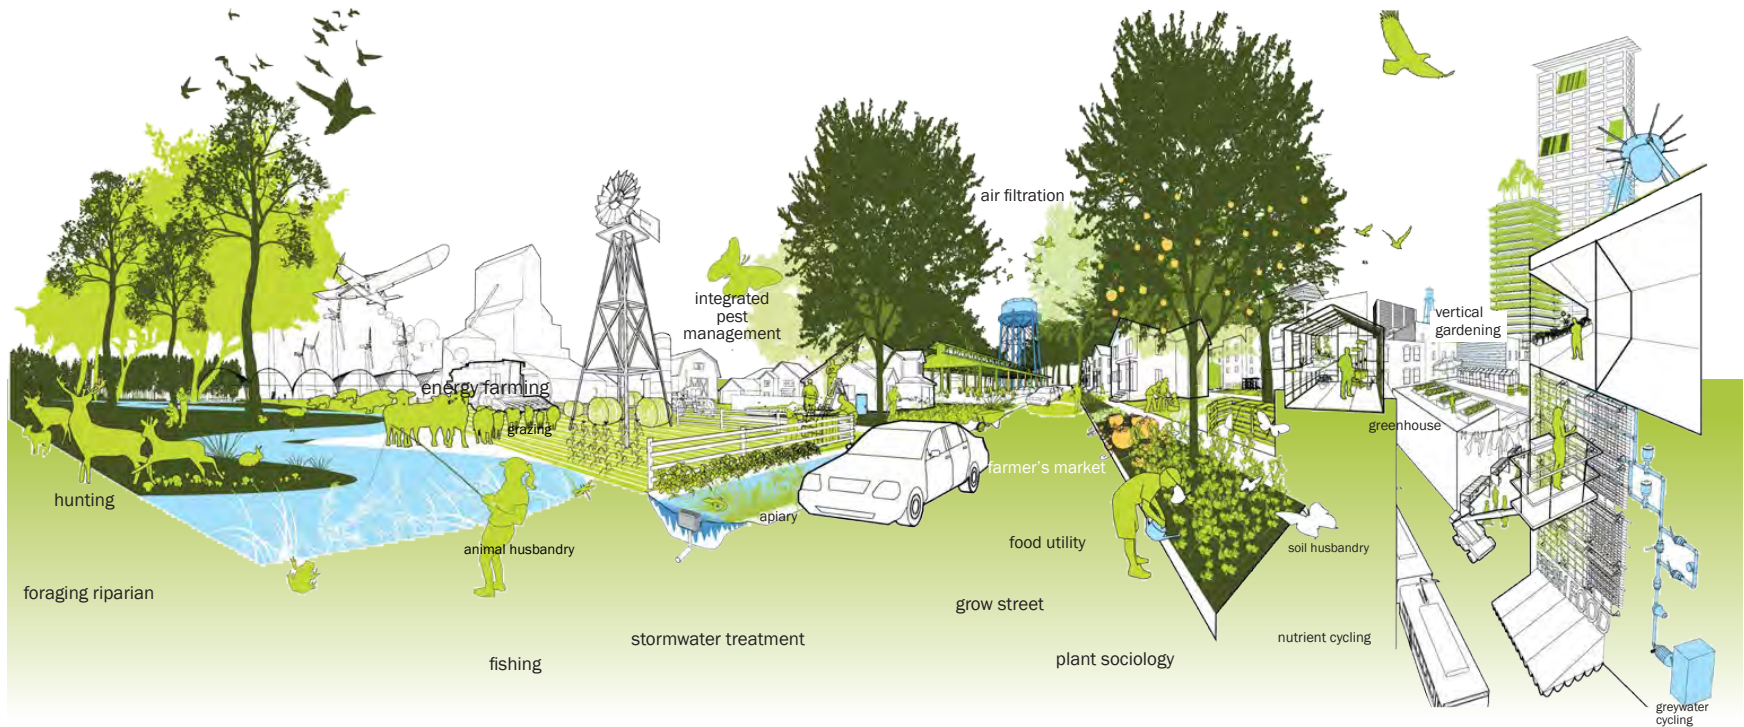 air filtration
integrated
pest
management
vertical
gardening
energy farming
grazing
greenhouse
farmer's market
hunting
apiary
food utility
animal husbandry
soil husbandry
foraging riparian
grow street
stormwater treatment
nutrient cycling
fishing
plant sociology
greywater
cycling